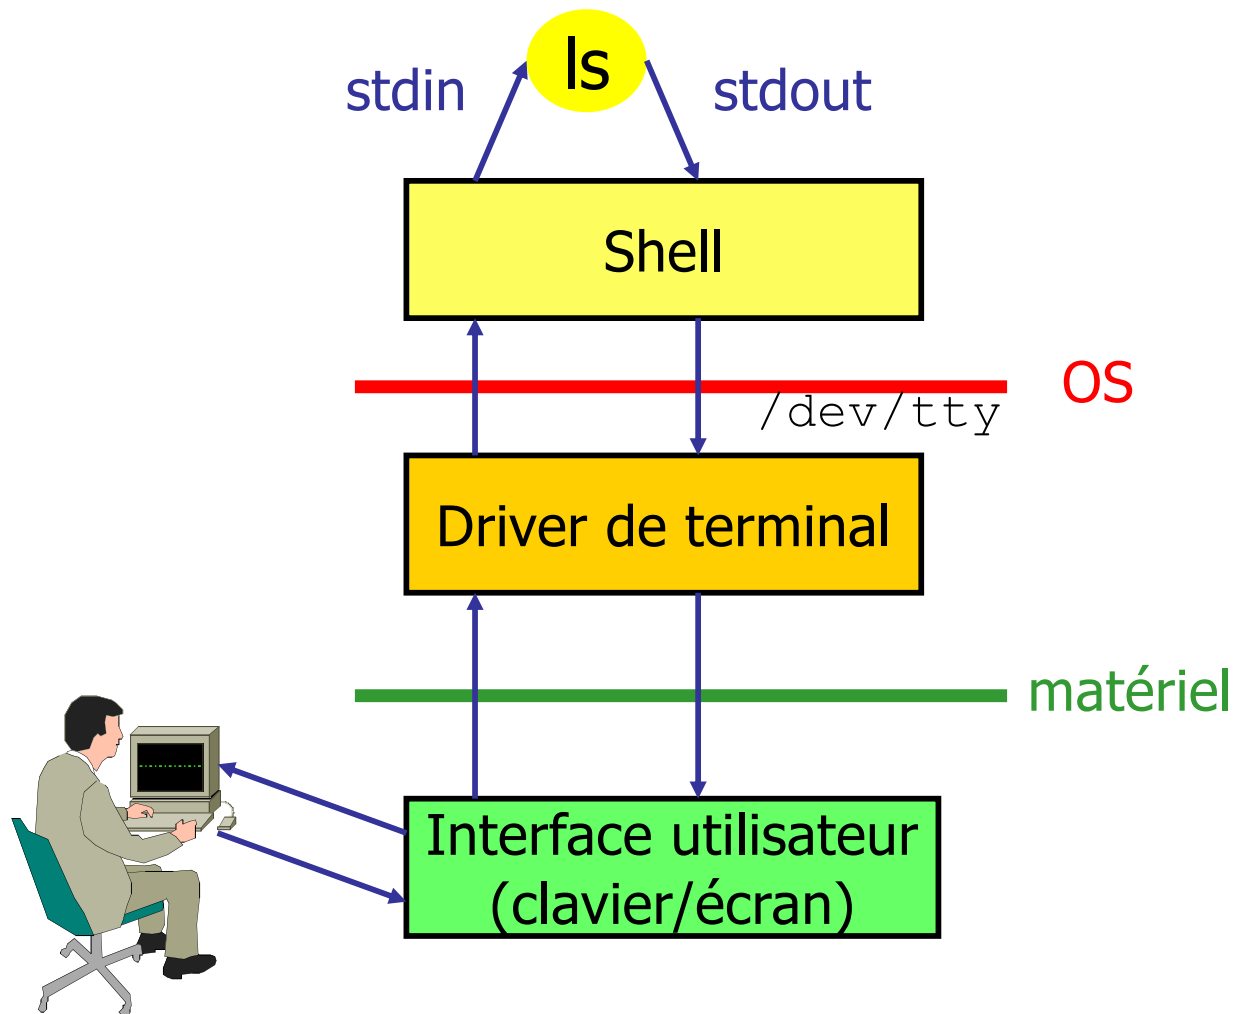 ls
stdin
stdout
Shell
OS
/dev/tty
Driver de terminal
matériel
Interface utilisateur
(clavier/écran)